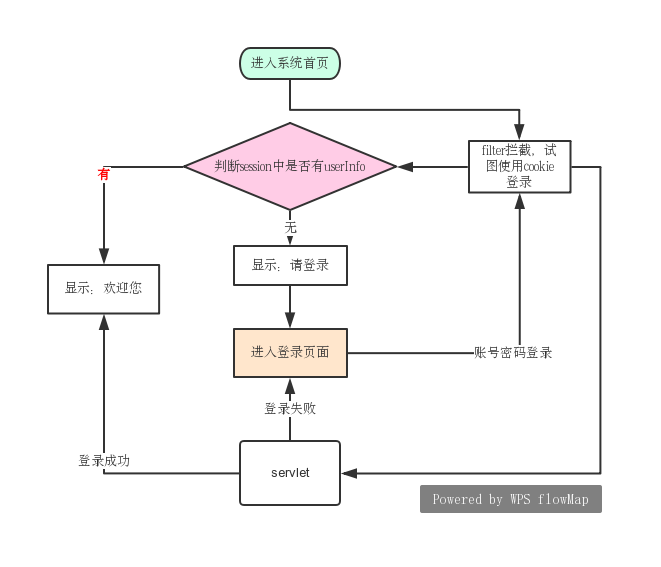 进入系统首页
filter拦截，试
图使用cookie
登录
判断session中是否有userInfo
有
无
显示：请登录
显示：欢迎您
进入登录页面
账号密码登录
登录失败
登录成功
servlet
Powered by WPS flowMap